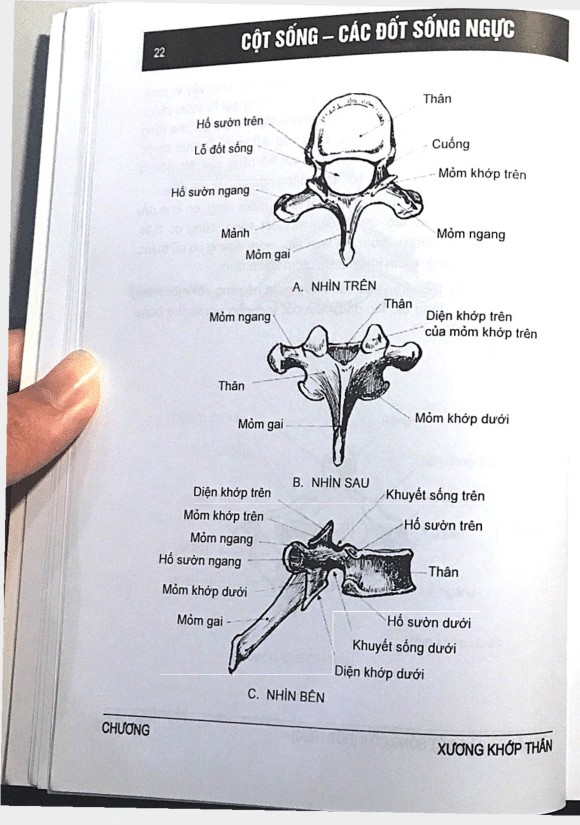 22
CỘT SỐNG – CÁC ĐỐT SỐNG NGỰC
Thân
Hố sườn trên
Lỗ đốt sống
Cuống
Mỏm khớp trên
Hố sườn ngang
Mảnh
Mỏm ngang
Mỏm gai
A. NHÌN TRÊN
Thân
Mỏm ngang
Diện khớp trên
của mỏm khớp trên
Thân
Mỏm khớp dưới
Mỏm gai
B. NHÌN SAU
Diện khớp trên
Khuyết sống trên
Mỏm khớp trên
Hố sườn trên
Mỏm ngang
Hố sườn ngang
Thân
Mỏm khớp dưới
Mỏm gai
Hố sườn dưới
Khuyết sống dưới
Diện khớp dưới
C. NHÌN BÊN
CHƯƠNG
XƯƠNG KHỚP THÂN